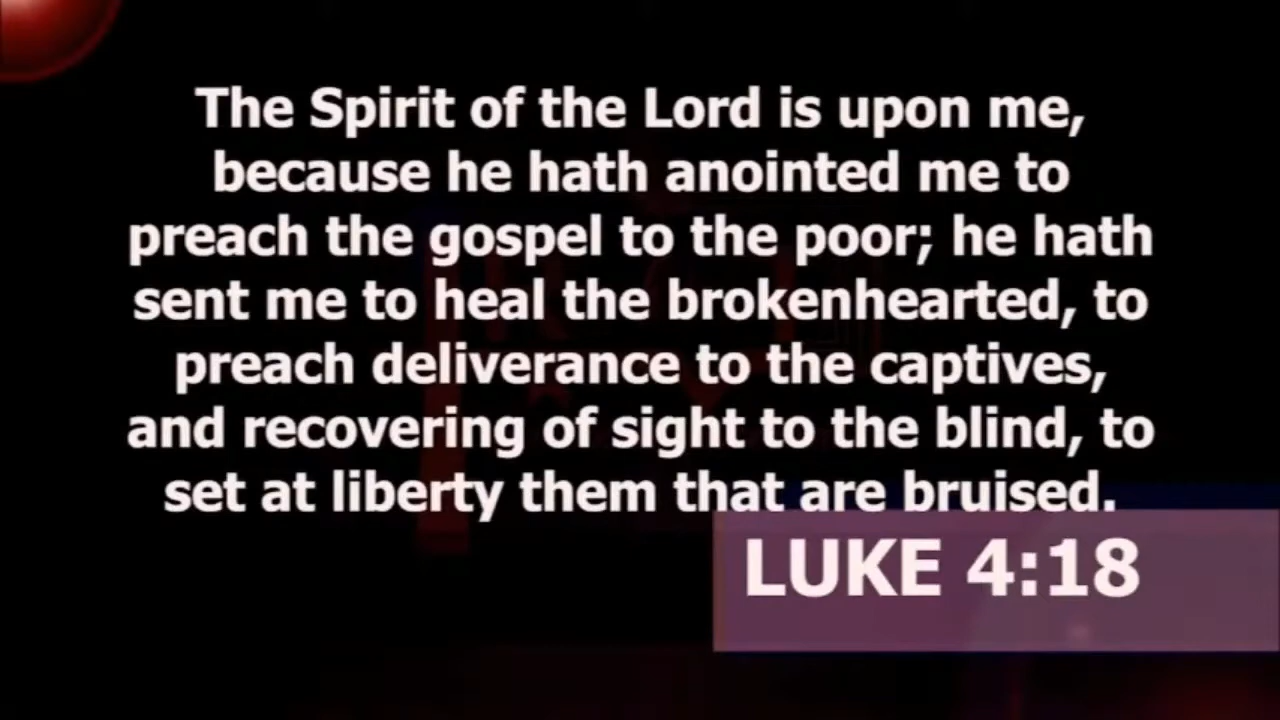 The Spirit of the Lord is upon me,
because he hath anointed me to
preach the gospel to the poor; he hath
sent me to heal the brokenhearted, to
preach deliverance to the captives,
and recovering of sight to the blind, to
set at liberty them that are bruised.
LUKE 4:18